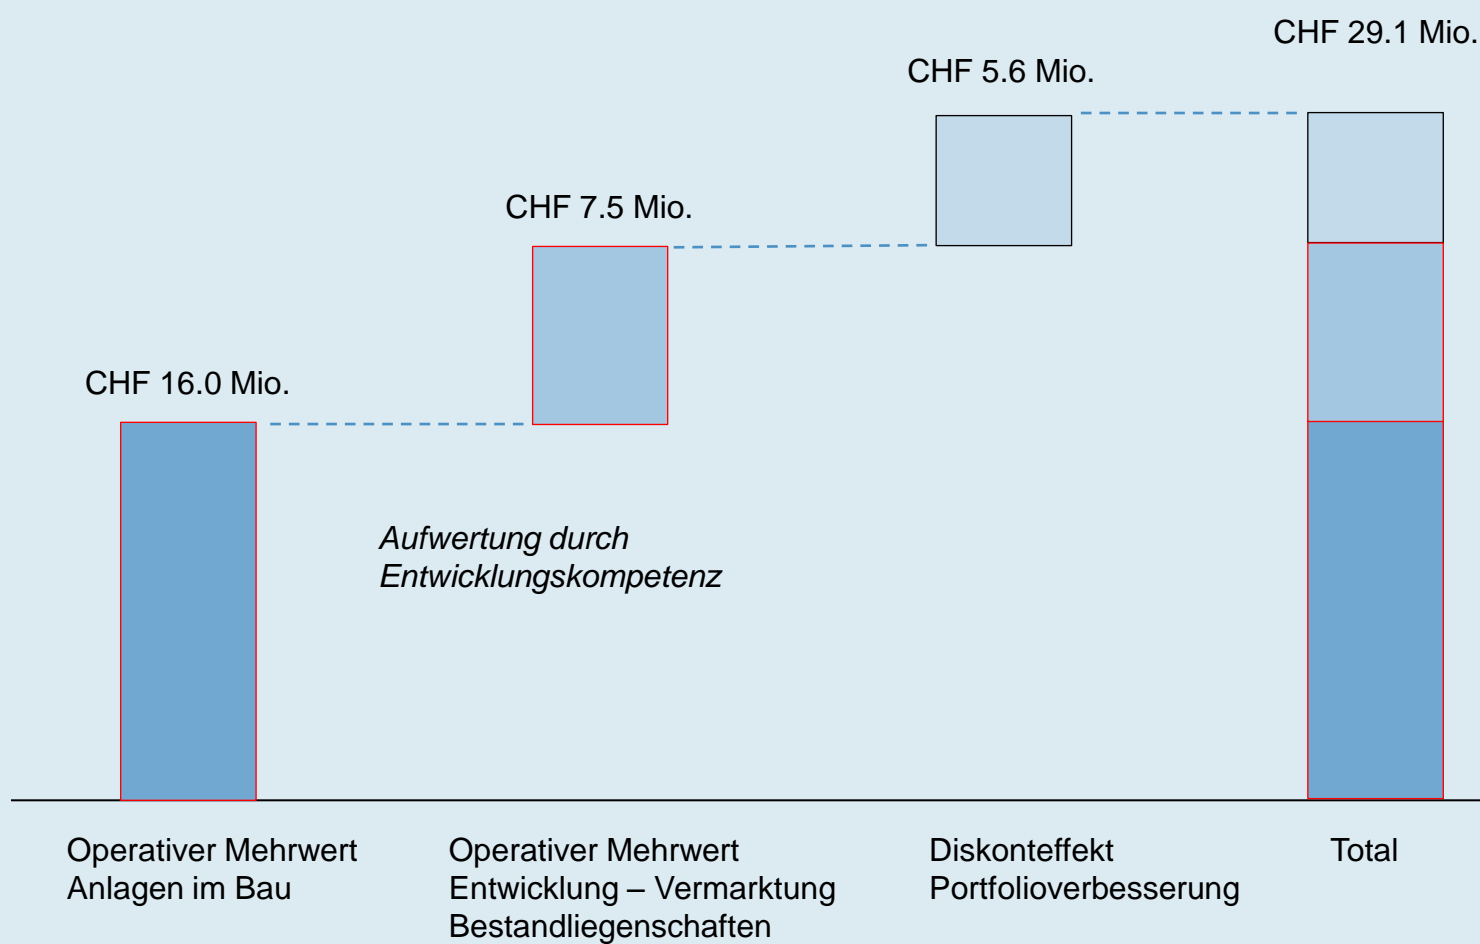 CHF 29.1 Mio.
CHF 5.6 Mio.
CHF 7.5 Mio.
CHF 16.0 Mio.
Aufwertung durch
Entwicklungskompetenz
Operativer Mehrwert
Anlagen im Bau
Operativer Mehrwert
Entwicklung – Vermarktung
Bestandliegenschaften
Diskonteffekt
Portfolioverbesserung
Total